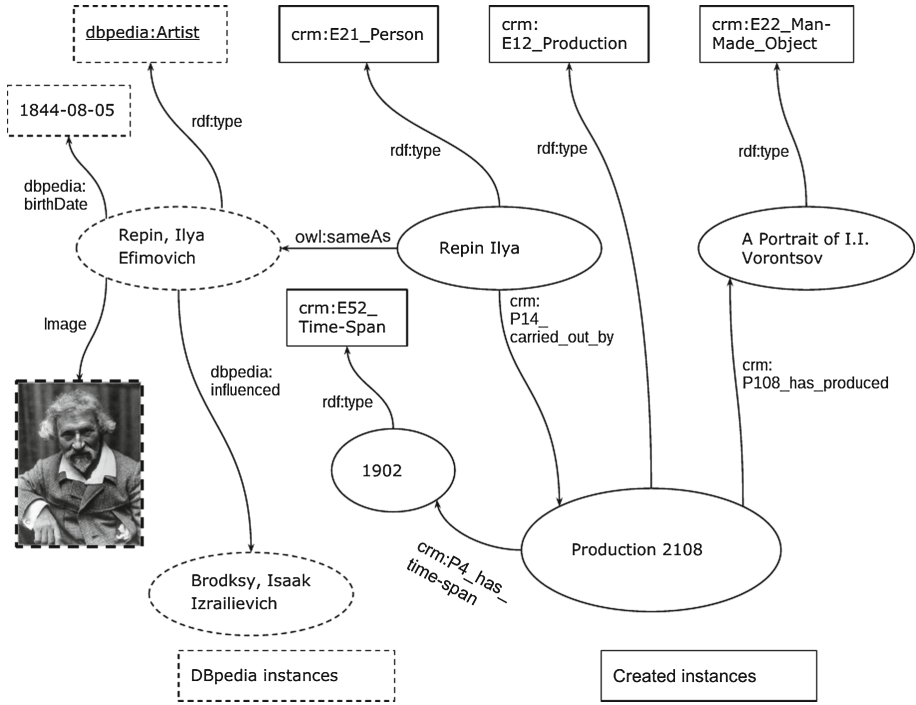 dbpedia:Artist
crm:E21_Person
crm:
E12_Production
crm:E22_Man-
Made_Object
1844-08-05
rdf:type
rdf:type
rdf:type
rdf:type
dbpedia:
birthDate
Repin, Ilya
Efimovich
owl:sameAs
Repin Ilya
A Portrait of I.I.
Vorontsov
Image
crm:E52_
Time-Span
crm:
P14_
carried_out_by
dbpedia:
influenced
rdf:type
crm:
P108_has_produced
1902
Production 2108
crm:P4_has_
time-span
Brodksy, Isaak
Izrailievich
DBpedia instances
Created instances